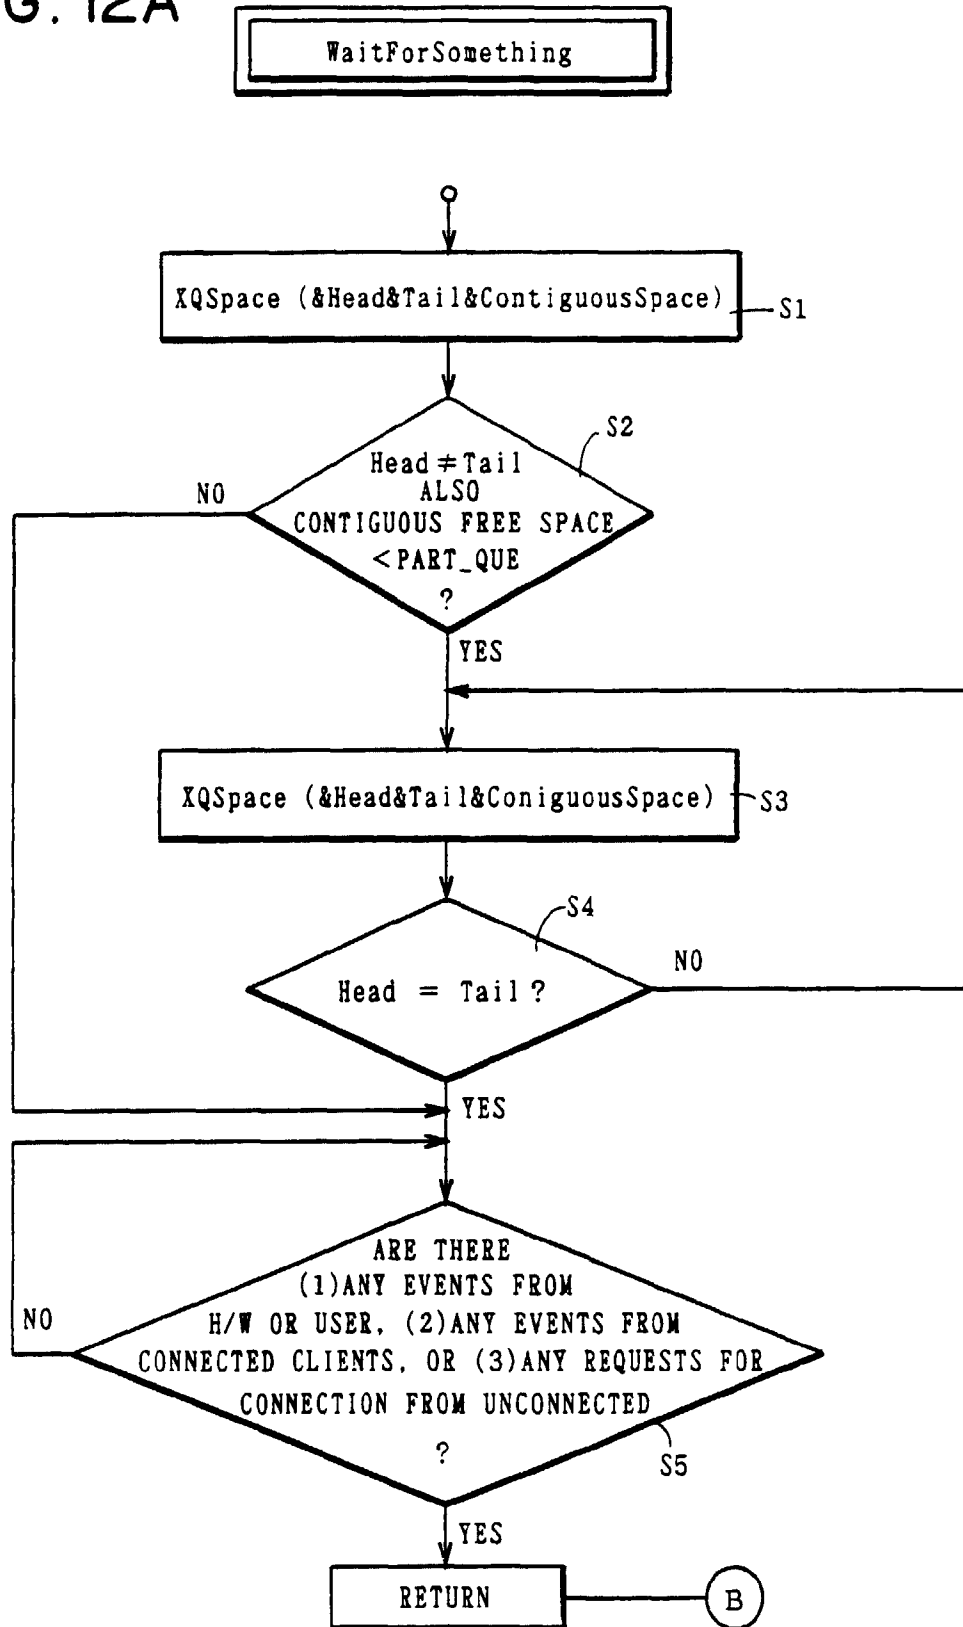 G. 12A
WaitForSomething
XQSpace (&Head&Tail&ContiguousSpace)
S1
S2
Head≠Tail
ALSO
CONTIGUOUS FREE SPACE
<PART_QUE
?
NO
YES
XQSpace (&Head&Tail&ConiguousSpace)
S3
S4
Head = Tail?
NO
YES
ARE THERE
(1)ANY EVENTS FROM
H/W OR USER, (2)ANY EVENTS FROM
CONNECTED CLIENTS, OR (3)ANY REQUESTS FOR
CONNECTION FROM UNCONNECTED
?
NO
S5
YES
RETURN
B